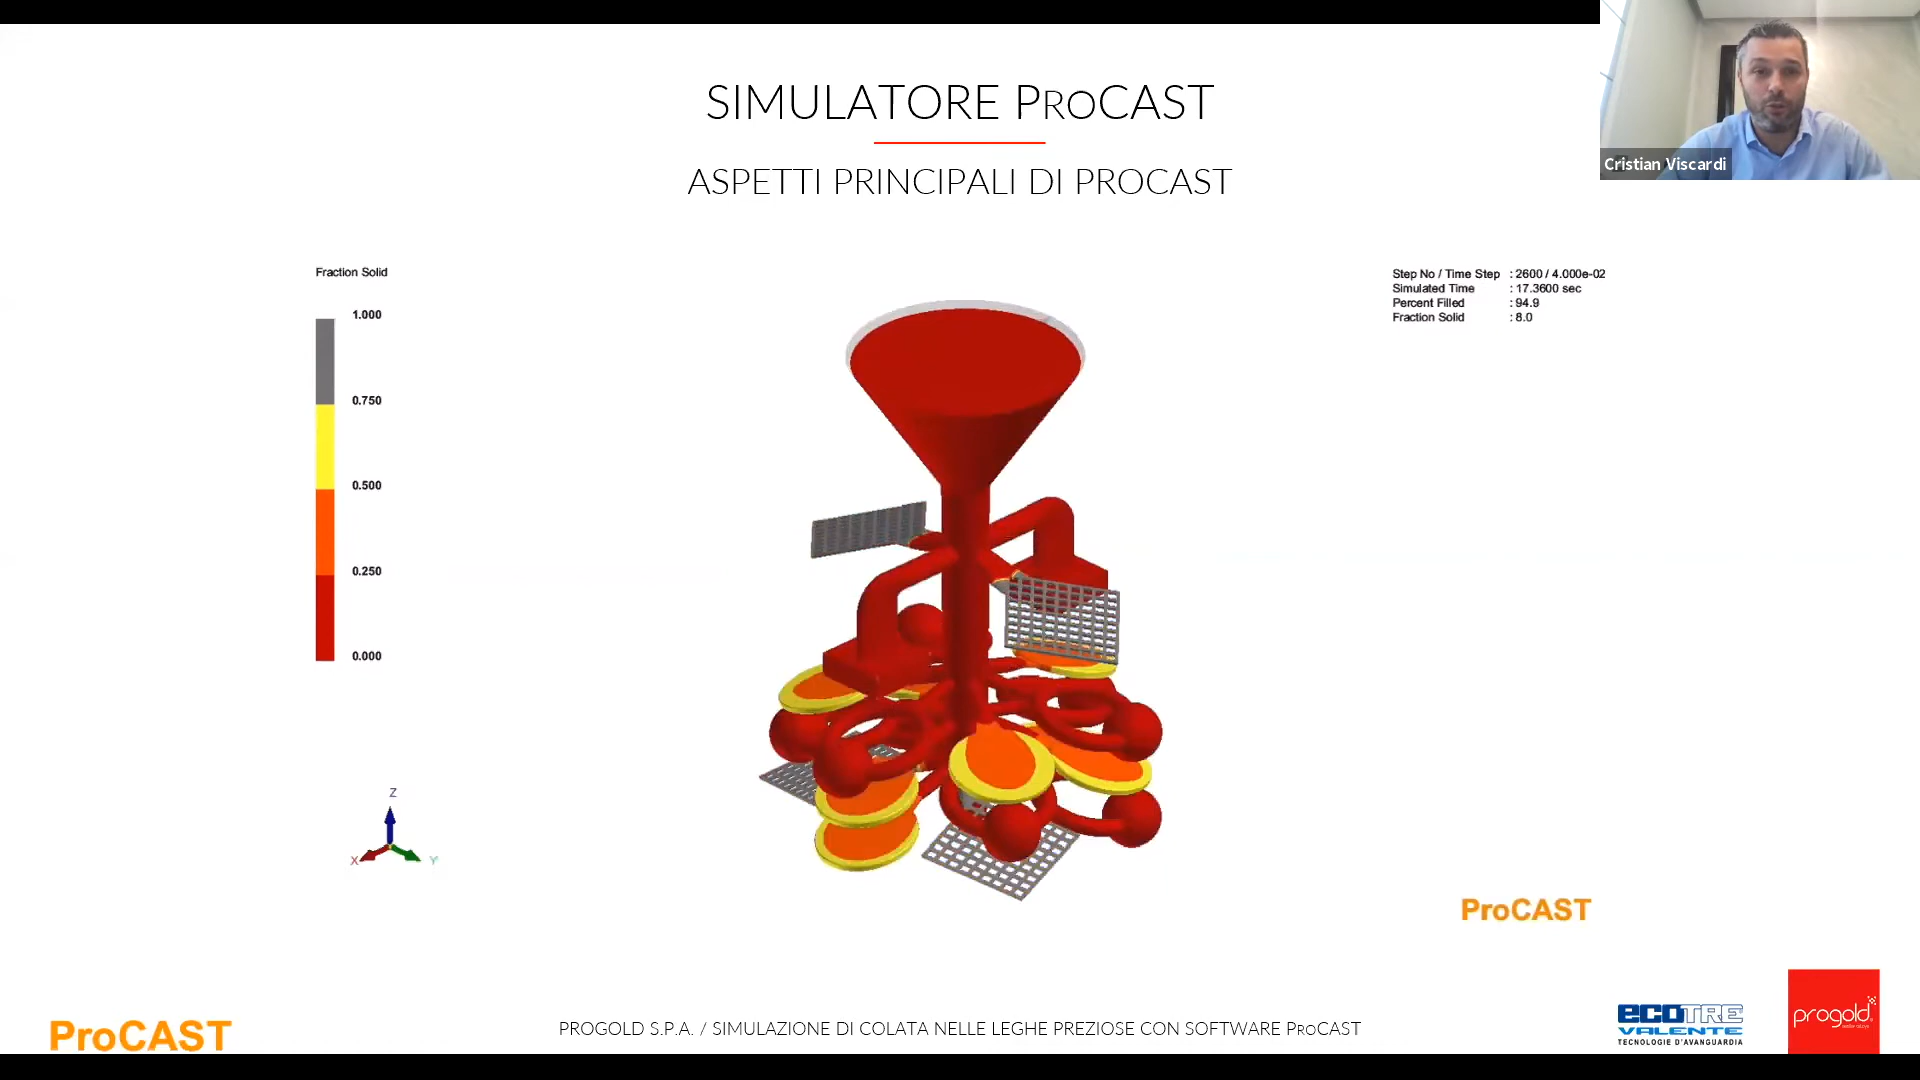 SIMULATORE PROCAST
ASPETTI PRINCIPALI DI PROCAST
Cristian Viscardi
Fraction Solid
1.000
0.750
0.500
0.250
0.000
Step No / Time Step : 2600 / 4.000e-02
Simulated Time : 17.3600 sec
Percent Filled : 94.9
Fraction Solid : 8.0
Z
X
Y
ProCAST
ProCAST
PROGOLD S.P.A. / SIMULAZIONE DI COLATA NELLE LEGHE PREZIOSE CON SOFTWARE PROCAST
ECOTRE
VALENTE
TECNOLOGIE D'AVANGUARDIA
progold